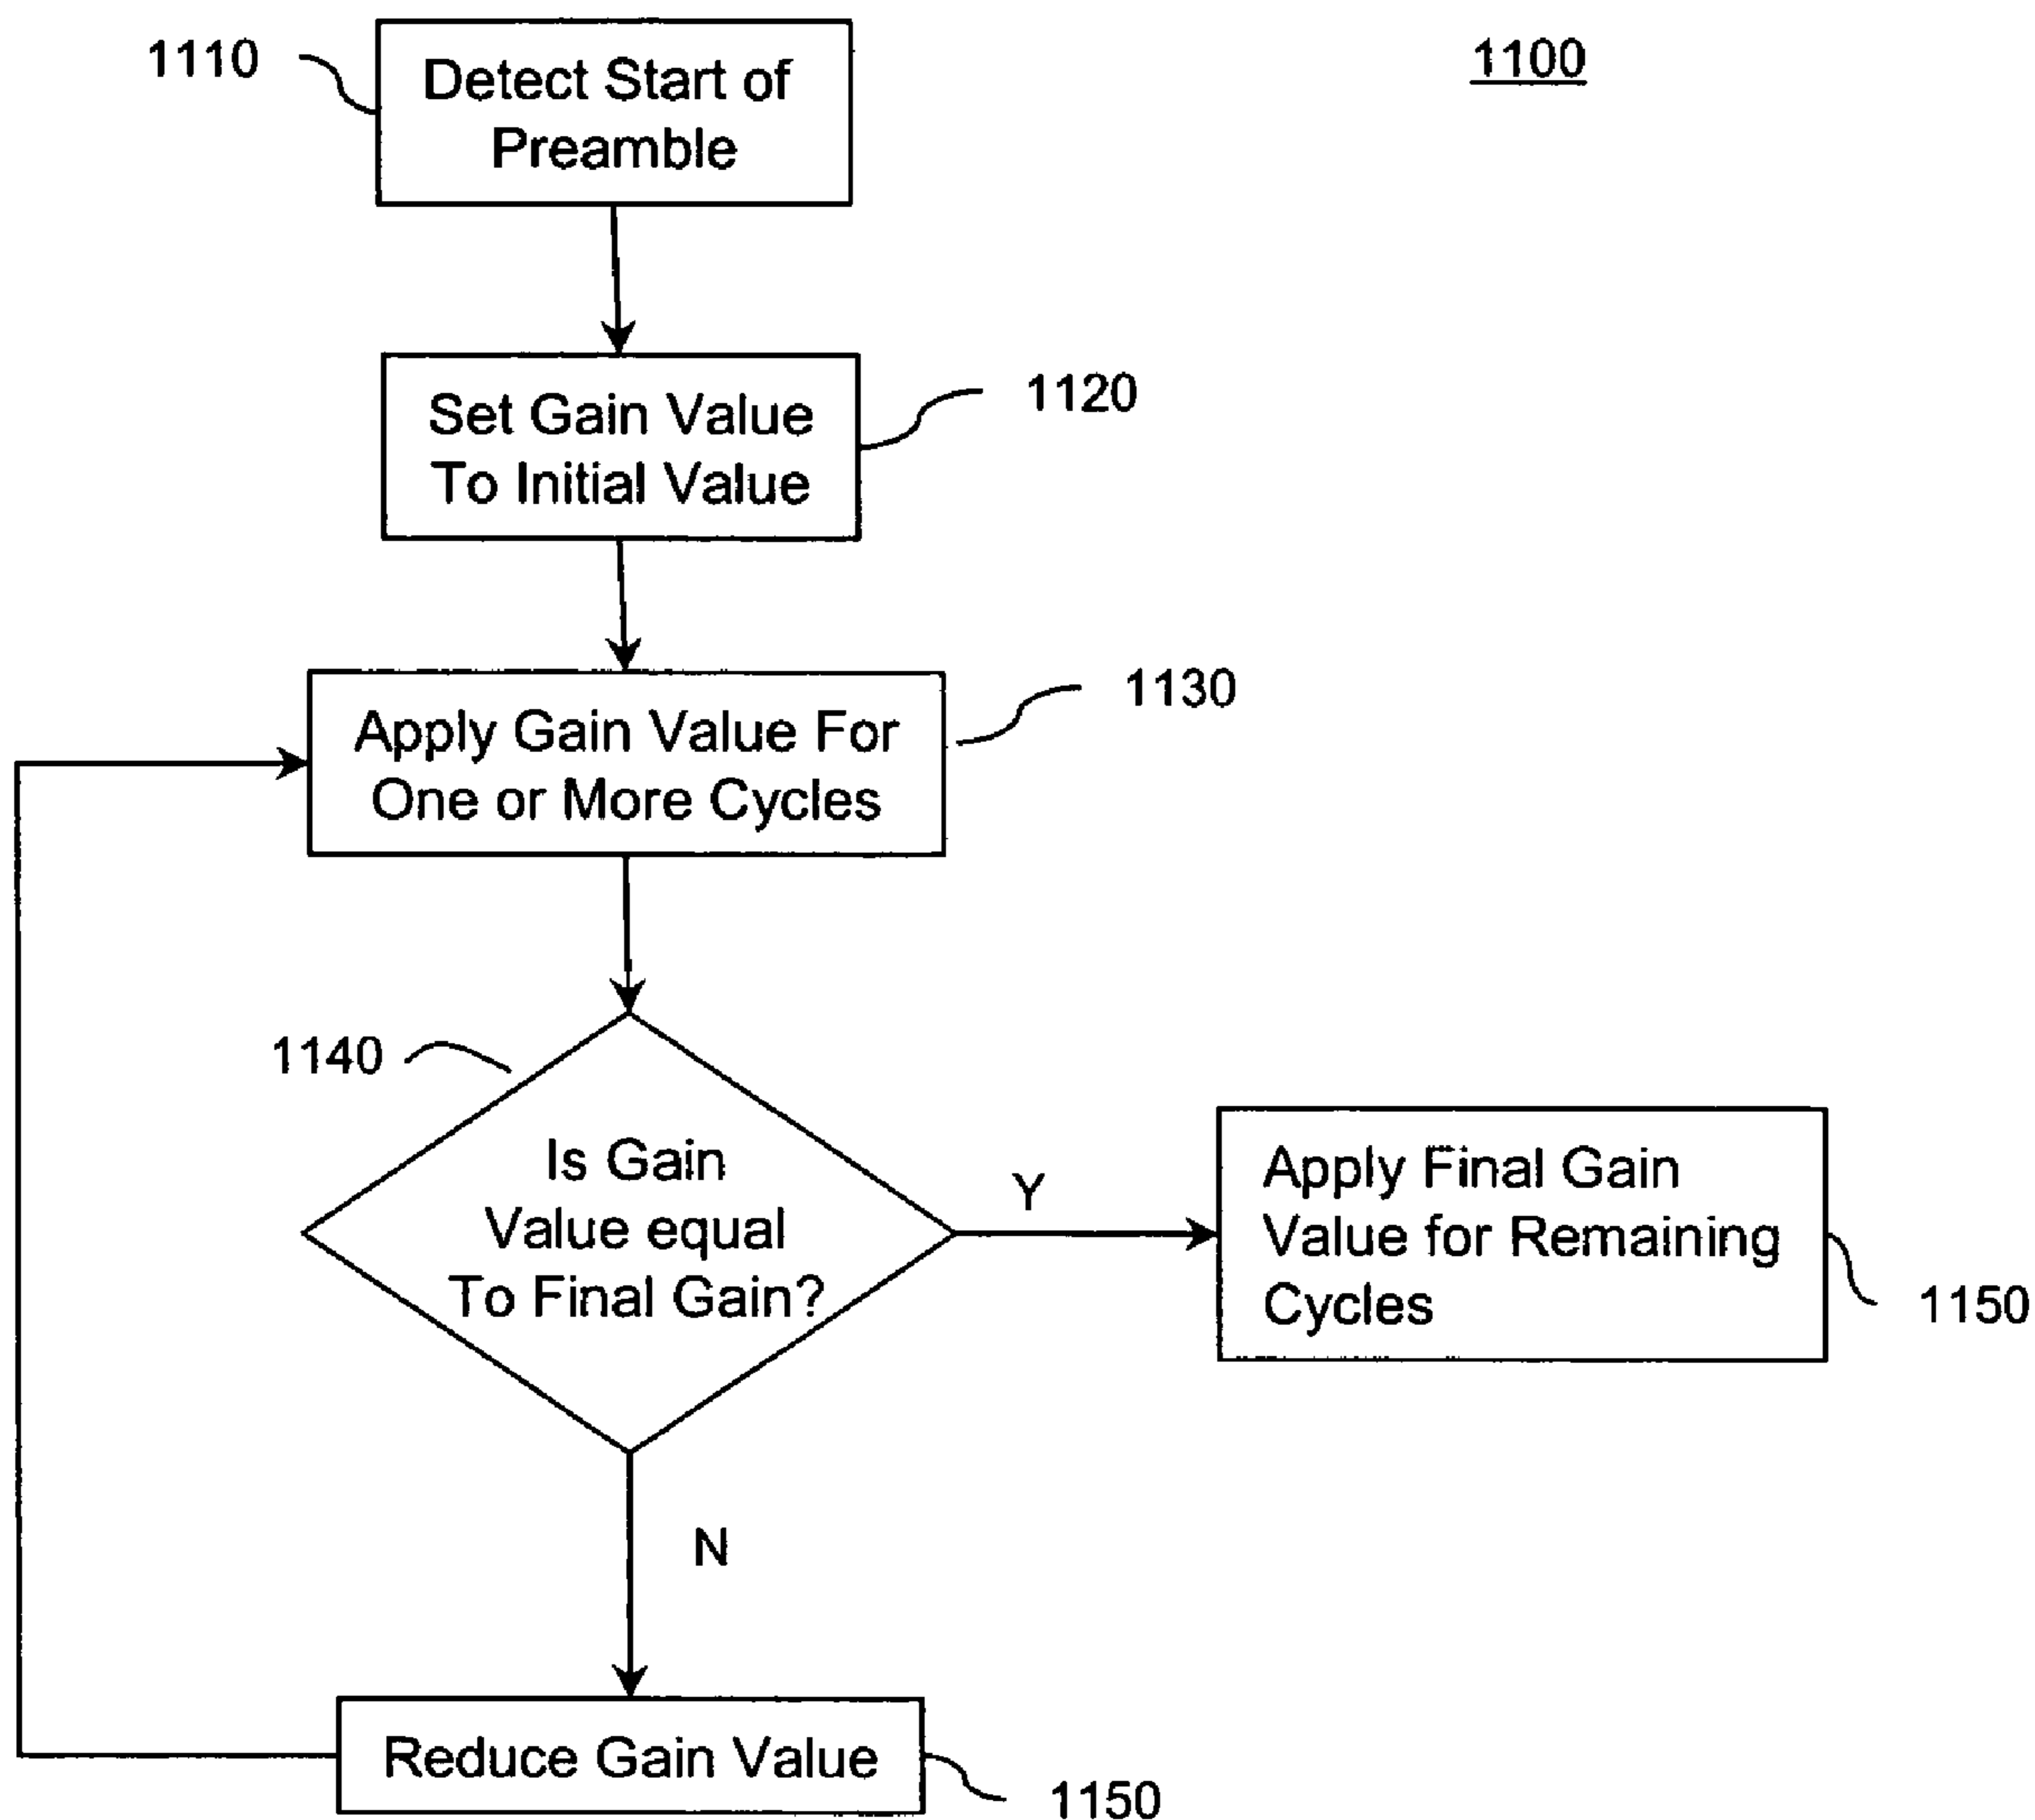 1100
1110
Detect Start of
Preamble
Set Gain Value
To Initial Value
1120
Apply Gain Value For
One or More Cycles
1130
1140
Is Gain
Value equal
To Final Gain?
Y
Apply Final Gain
Value for Remaining
Cycles
1150
N
Reduce Gain Value
1150